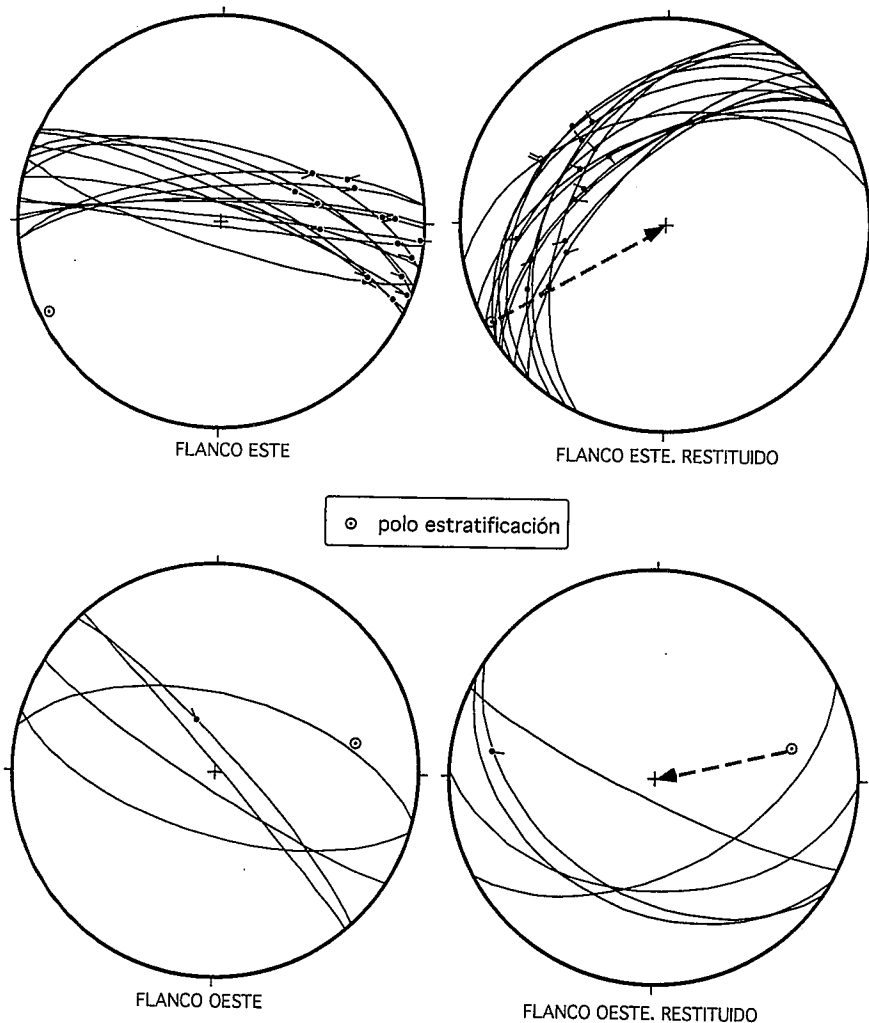 FLANCO ESTE
FLANCO ESTE. RESTITUIDO
polo estratificación
FLANCO OESTE
FLANCO OESTE. RESTITUIDO